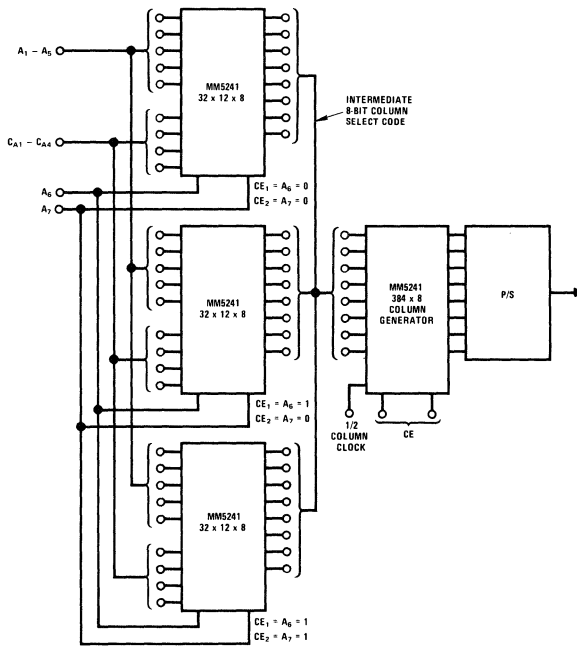 A1 – A5
MM5241
32 x 12 x 8
INTERMEDIATE
8-BIT COLUMN
SELECT CODE
CA1 – CA4
A6
A7
CE1 = A6 = 0
CE2 = A7 = 0
MM5241
32 x 12 x 8
MM5241
384 x 8
COLUMN
GENERATOR
P/S
CE1 = A6 = 1
CE2 = A7 = 0
1/2
COLUMN
CLOCK
CE
MM5241
32 x 12 x 8
CE1 = A6 = 1
CE2 = A7 = 1